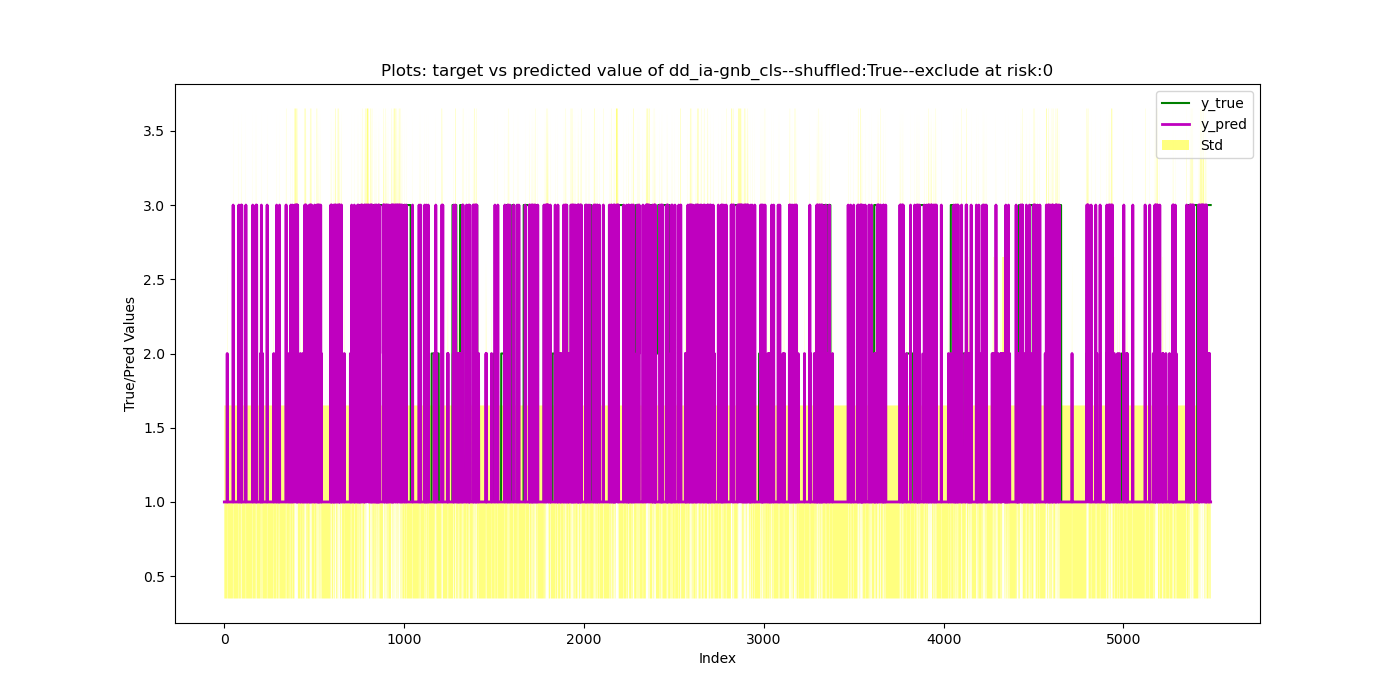 Plots: target vs predicted value of dd_ia-gnb_cls--shuffled:True--exclude at risk:0
y_true
y_pred
Std
3.5
3.0
2.5
2.0
1.5
1.0
0.5
True/Pred Values
0 1000 2000 3000 4000 5000
Index